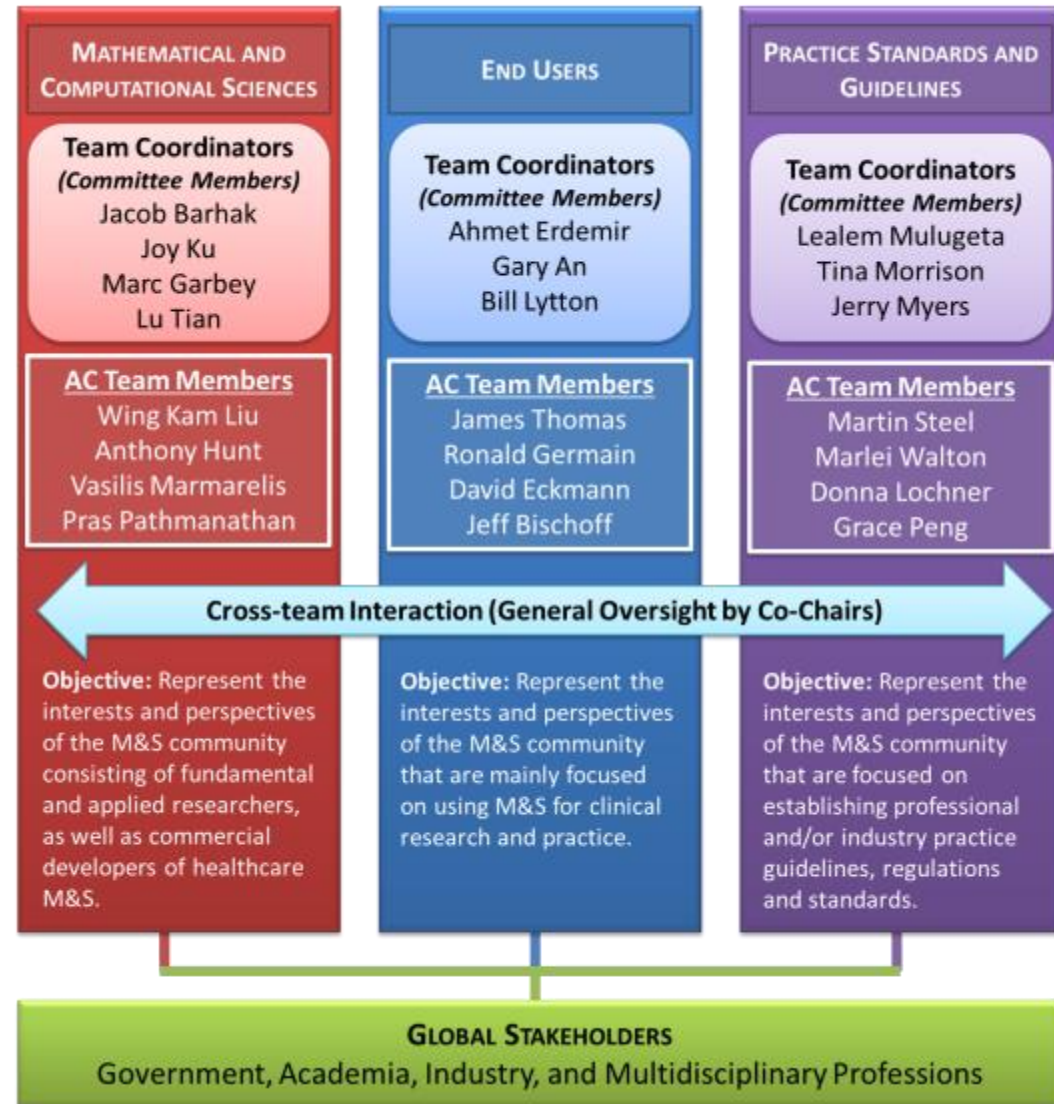 MATHEMATICAL AND
COMPUTATIONAL SCIENCES
Team Coordinators
(Committee Members)
Jacob Barhak
Joy Ku
Marc Garbey
Lu Tian
AC Team Members
Wing Kam Liu
Anthony Hunt
Vasilis Marmarelis
Pras Pathmanathan
END USERS
Team Coordinators
(Committee Members)
Ahmet Erdemir
Gary An
Bill Lytton
AC Team Members
James Thomas
Ronald Germain
David Eckmann
Jeff Bischoff
PRACTICE STANDARDS AND
GUIDELINES
Team Coordinators
(Committee Members)
Lealem Mulugeta
Tina Morrison
Jerry Myers
AC Team Members
Martin Steel
Marlei Walton
Donna Lochner
Grace Peng
Cross-team Interaction (General Oversight by Co-Chairs)
Objective: Represent the
interests and perspectives
of the M&S community
consisting of fundamental
and applied researchers,
as well as commercial
developers of healthcare
M&S.
Objective: Represent the
interests and perspectives
of the M&S community
that are mainly focused
on using M&S for clinical
research and practice.
Objective: Represent the
interests and perspectives
of the M&S community
that are focused on
establishing professional
and/or industry practice
guidelines, regulations
and standards.
GLOBAL STAKEHOLDERS
Government, Academia, Industry, and Multidisciplinary Professions